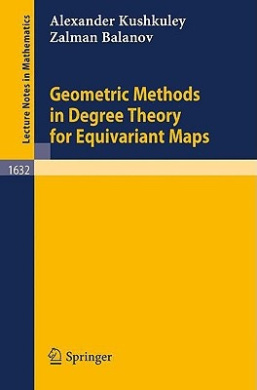 Alexander Kushkuley
Zalman Balanov
Lecture Notes in Mathematics
1632
Geometric Methods
in Degree Theory
for Equivariant Maps
Springer